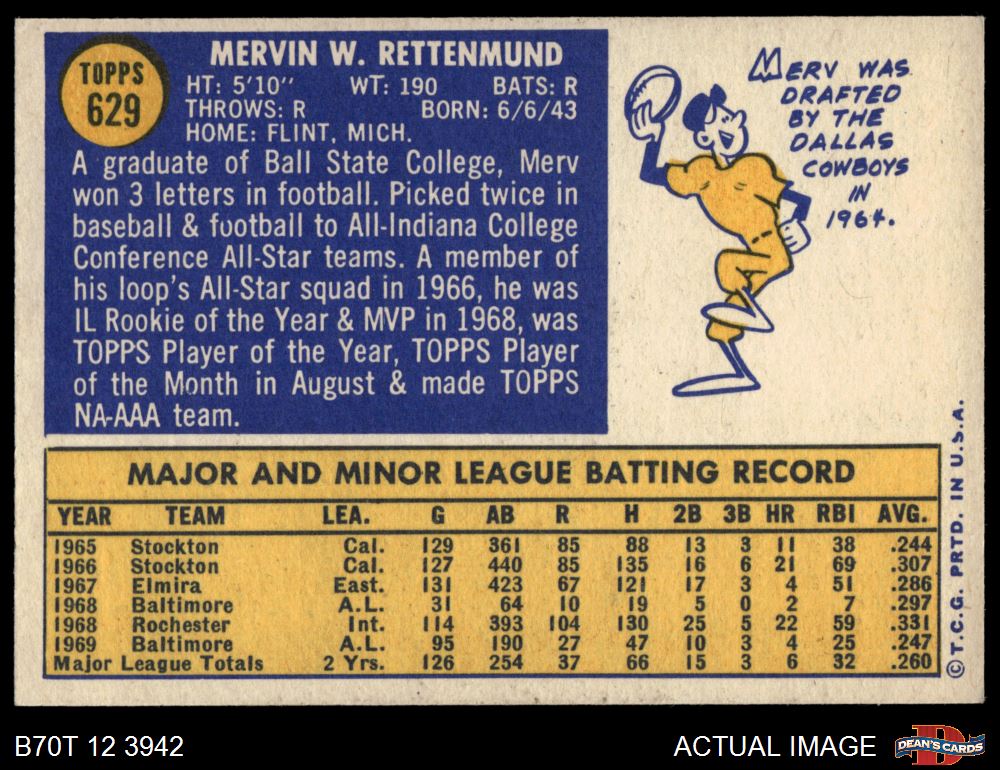 TOPPS
629
MERVIN W. RETTENMUND
HT: 5'10" WT: 190 BATS: R
THROWS: R BORN: 6/6/43
HOME: FLINT, MICH.
A graduate of Ball State College, Merv
won 3 letters in football. Picked twice in
baseball & football to All-Indiana College
Conference All-Star teams. A member of
his loop's All-Star squad in 1966, he was
IL Rookie of the Year & MVP in 1968, was
TOPPS Player of the Year, TOPPS Player
of the Month in August & made TOPPS
NA-AAA team.
MERV WAS
DRAFTED
BY THE
DALLAS
COWBOYS
IN
1964.
MAJOR AND MINOR LEAGUE BATTING RECORD
YEAR TEAM LEA. G AB R H 2B 3B HR RBI AVG.
1965 Stockton Cal. 129 361 85 88 13 3 11 38 .244
1966 Stockton Cal. 127 440 85 135 16 6 21 69 .307
1967 Elmira East. 131 423 67 121 17 3 4 51 .286
1968 Baltimore A.L. 31 64 10 19 5 0 2 7 .297
1968 Rochester Int. 114 393 104 130 25 5 22 59 .331
1969 Baltimore A.L. 95 190 27 47 10 3 4 25 .247
Major League Totals 2 Yrs. 126 254 37 66 15 3 6 32 .260
© T.C.G. PRTD. IN U.S.A.
B70T 12 3942
ACTUAL IMAGE
DEAN'S CARDS